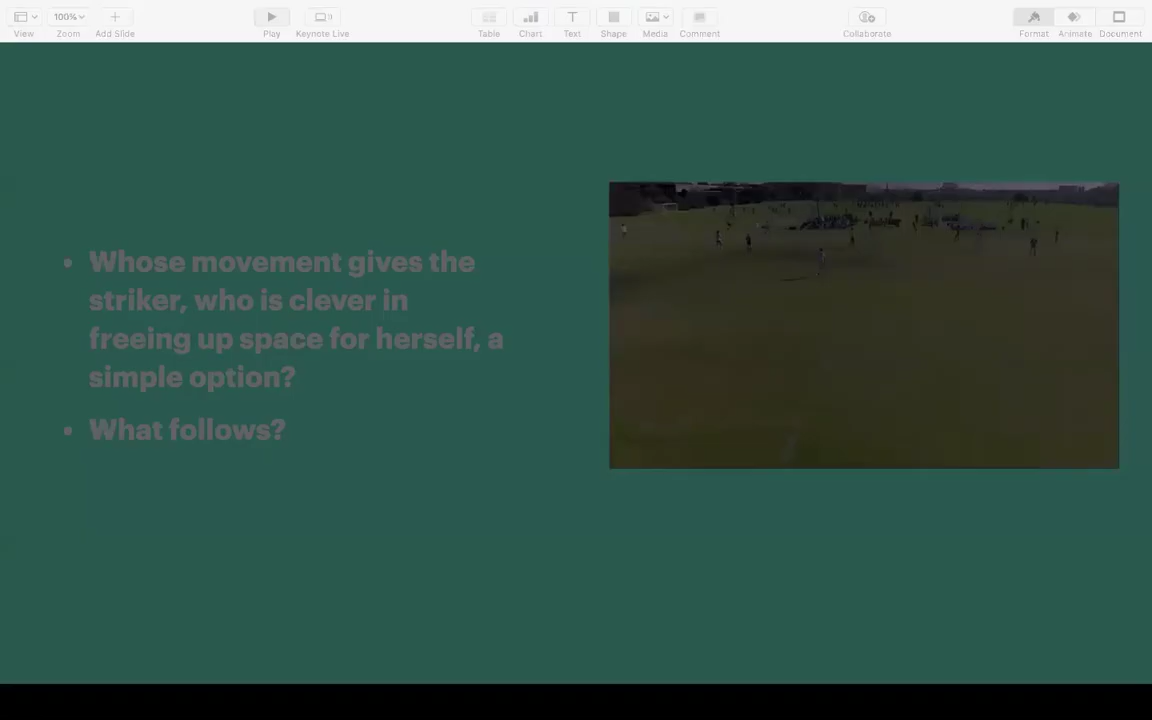 View
100%
Zoom
Add Slide
Play
Keynote Live
Table
Chart
Text
Shape
Media
Comment
Collaborate
Format
Animate
Document
• Whose movement gives the
striker, who is clever in
freeing up space for herself, a
simple option?
• What follows?